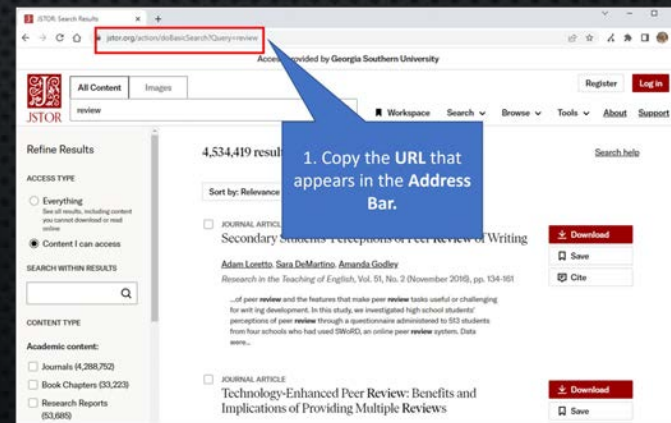 JSTOR: Search Results
jstor.org/action/doBasicSearch?Query=review
Access provided by Georgia Southern University
JSTOR
All Content
Images
Register
Log in
review
Workspace
Search
Browse
Tools
About
Support
1. Copy the URL that
appears in the Address
Bar.
Refine Results
ACCESS TYPE
Everything
See all results, including content
you cannot download or read
online
Content I can access
SEARCH WITHIN RESULTS
CONTENT TYPE
Academic content:
Journals (4,288,752)
Book Chapters (33,223)
Research Reports
(53,685)
4,534,419
Search help
Sort by: Relevance
JOURNAL
Secondary Students' Perceptions of Peer Review of Writing
Adam Loretto, Sara DeMartino, Amanda Godley
Research in the Teaching of English, Vol. 51, No. 2 (November 2016), pp. 134-161
...of peer review and the features that make peer review tasks useful or challenging
for writing development. In this study, we investigated high school students'
perceptions of peer review through a questionnaire administered to 513 students
from four schools who had used SWoRD, an online peer review system. Data
were...
Download
Save
Cite
JOURNAL ARTICLE
Technology-Enhanced Peer Review: Benefits and
Implications of Providing Multiple Reviews
Download
Save